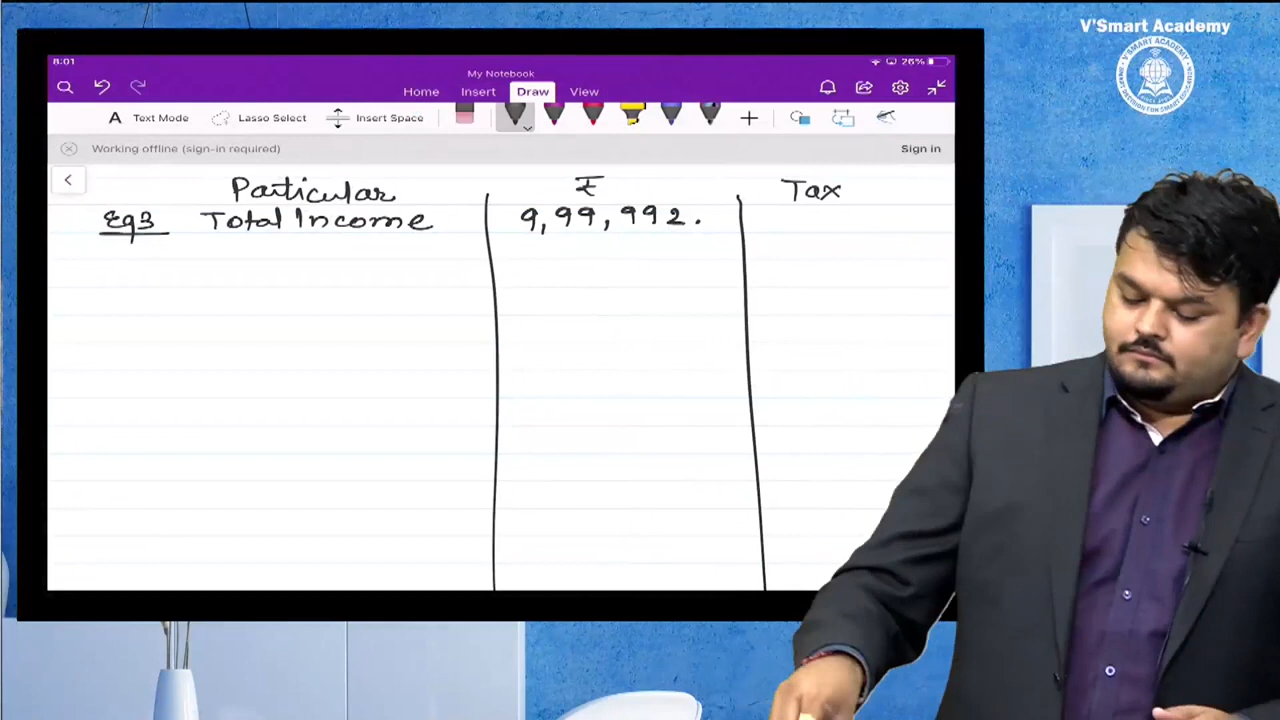 V'Smart Academy
8:01
26%
My Notebook
Home Insert Draw View
A Text Mode Lasso Select Insert Space
Working offline (sign-in required) Sign in
Particular ₹ Tax
Eg3 Total Income 9,99,992.